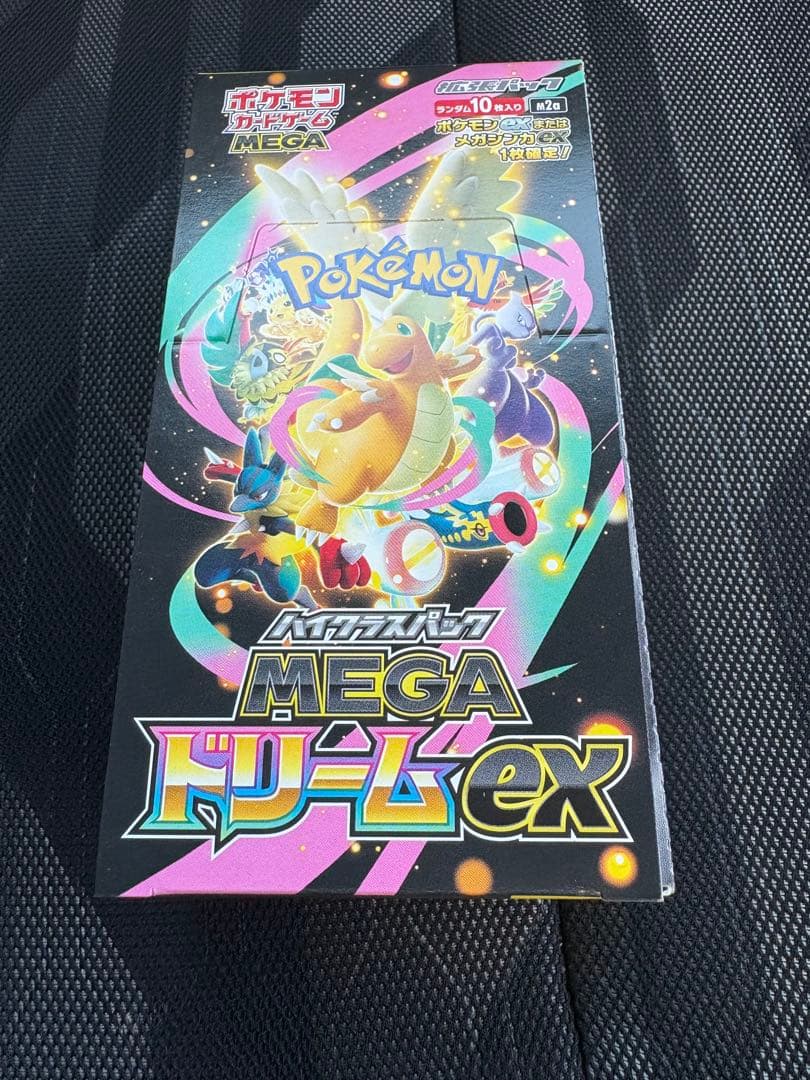 ポケモン
カードゲーム
MEGA
拡張パック
ランダム10枚入り M2a
ポケモンexまたは
メガシンカex
1枚確定！
POKéMON
ハイクラスパック
MEGA
ドリームex